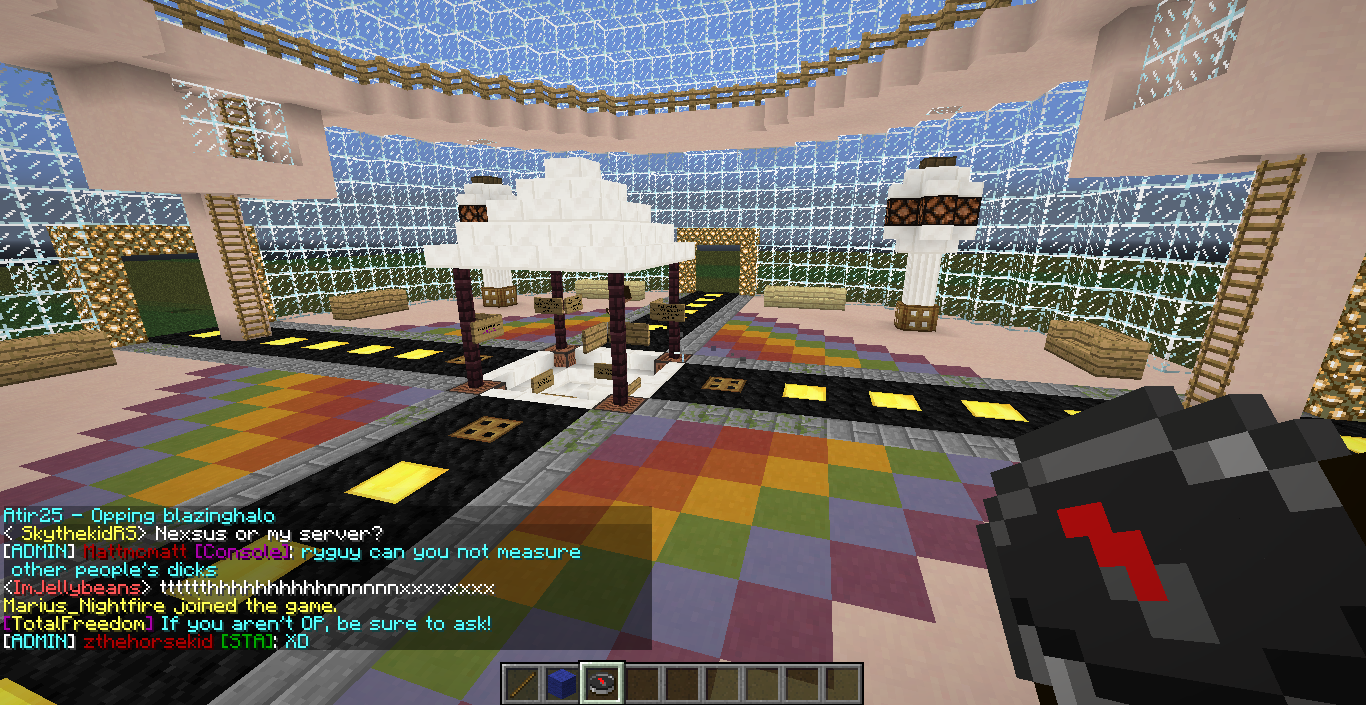 Atir25 - Opping blazinghalo
< SkythekidRS> Nexsus or my server?
[ADMIN] Mattmomatt [Console]: ryguy can you not measure
other people's dicks
<ImJellybeans> tttttthhhhhhhhhhnnnnnnnxxxxxxxx
Marius_Nightfire joined the game.
[TotalFreedom] If you aren't OP, be sure to ask!
[ADMIN] zthehorsekid [STA]: XD